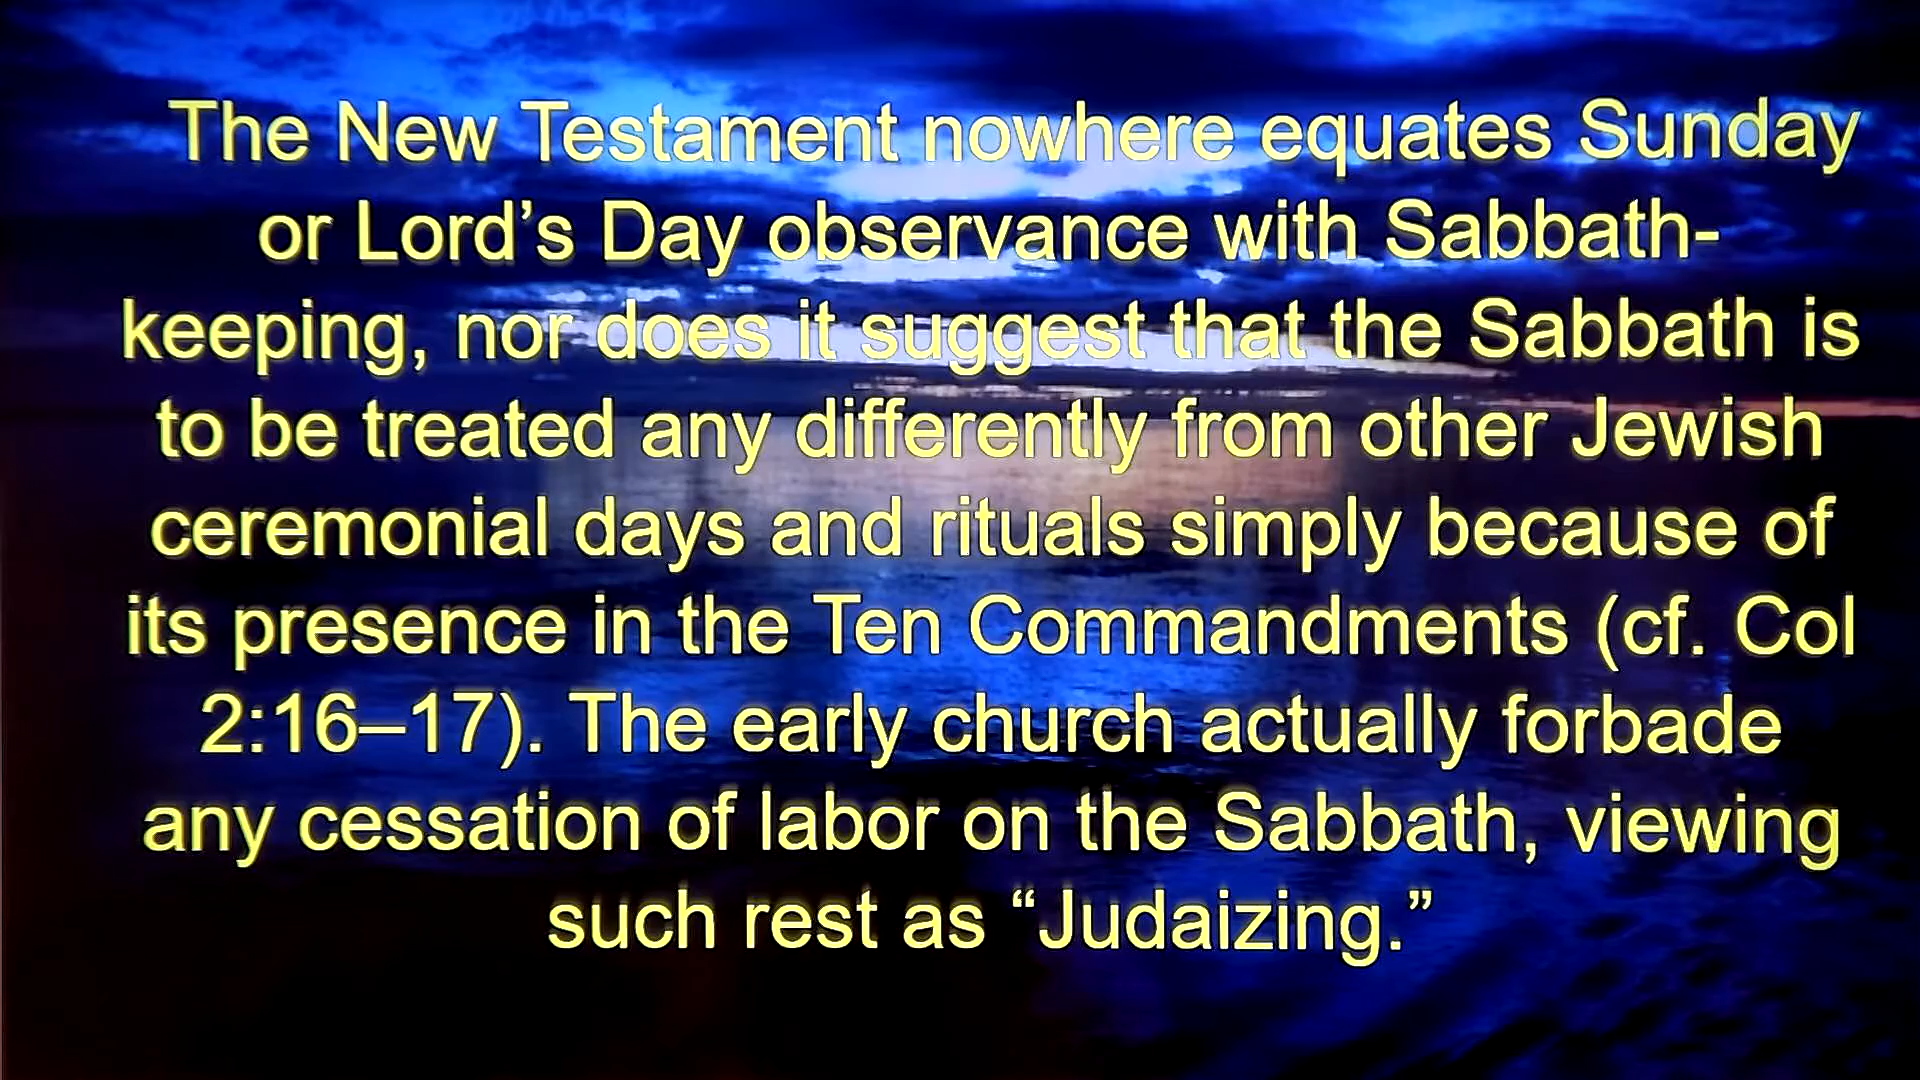 The New Testament nowhere equates Sunday
or Lord’s Day observance with Sabbath-
keeping, nor does it suggest that the Sabbath is
to be treated any differently from other Jewish
ceremonial days and rituals simply because of
its presence in the Ten Commandments (cf. Col
2:16–17). The early church actually forbade
any cessation of labor on the Sabbath, viewing
such rest as “Judaizing.”